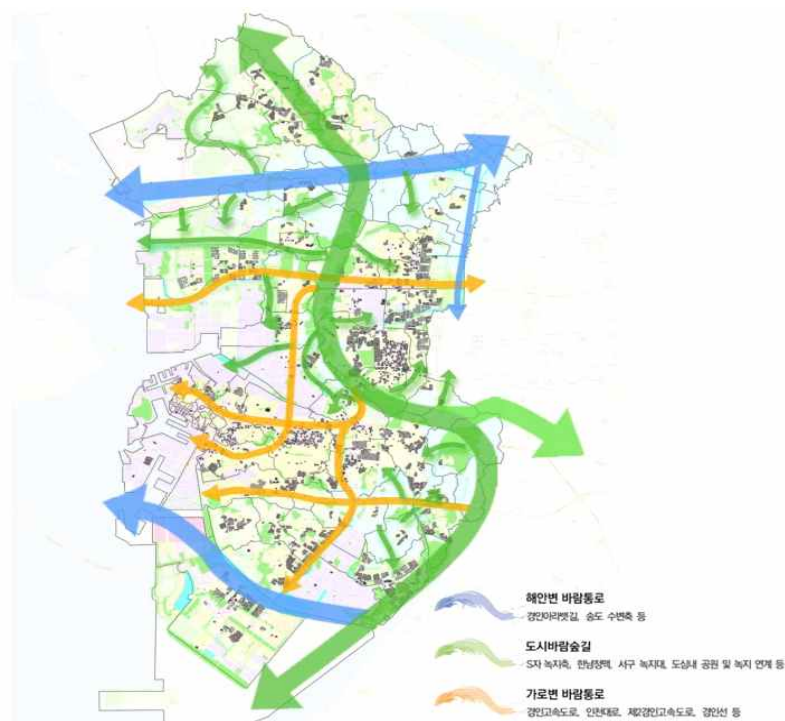 해안변 바람통로
경인아라뱃길, 송도 수변축 등
도시바람숲길
S자 녹지축, 한남정맥, 서구 녹지대, 도심내 공원 및 녹지 연계 등
가로변 바람통로
경인고속도로, 인천대로, 제2경인고속도로, 경인선 등